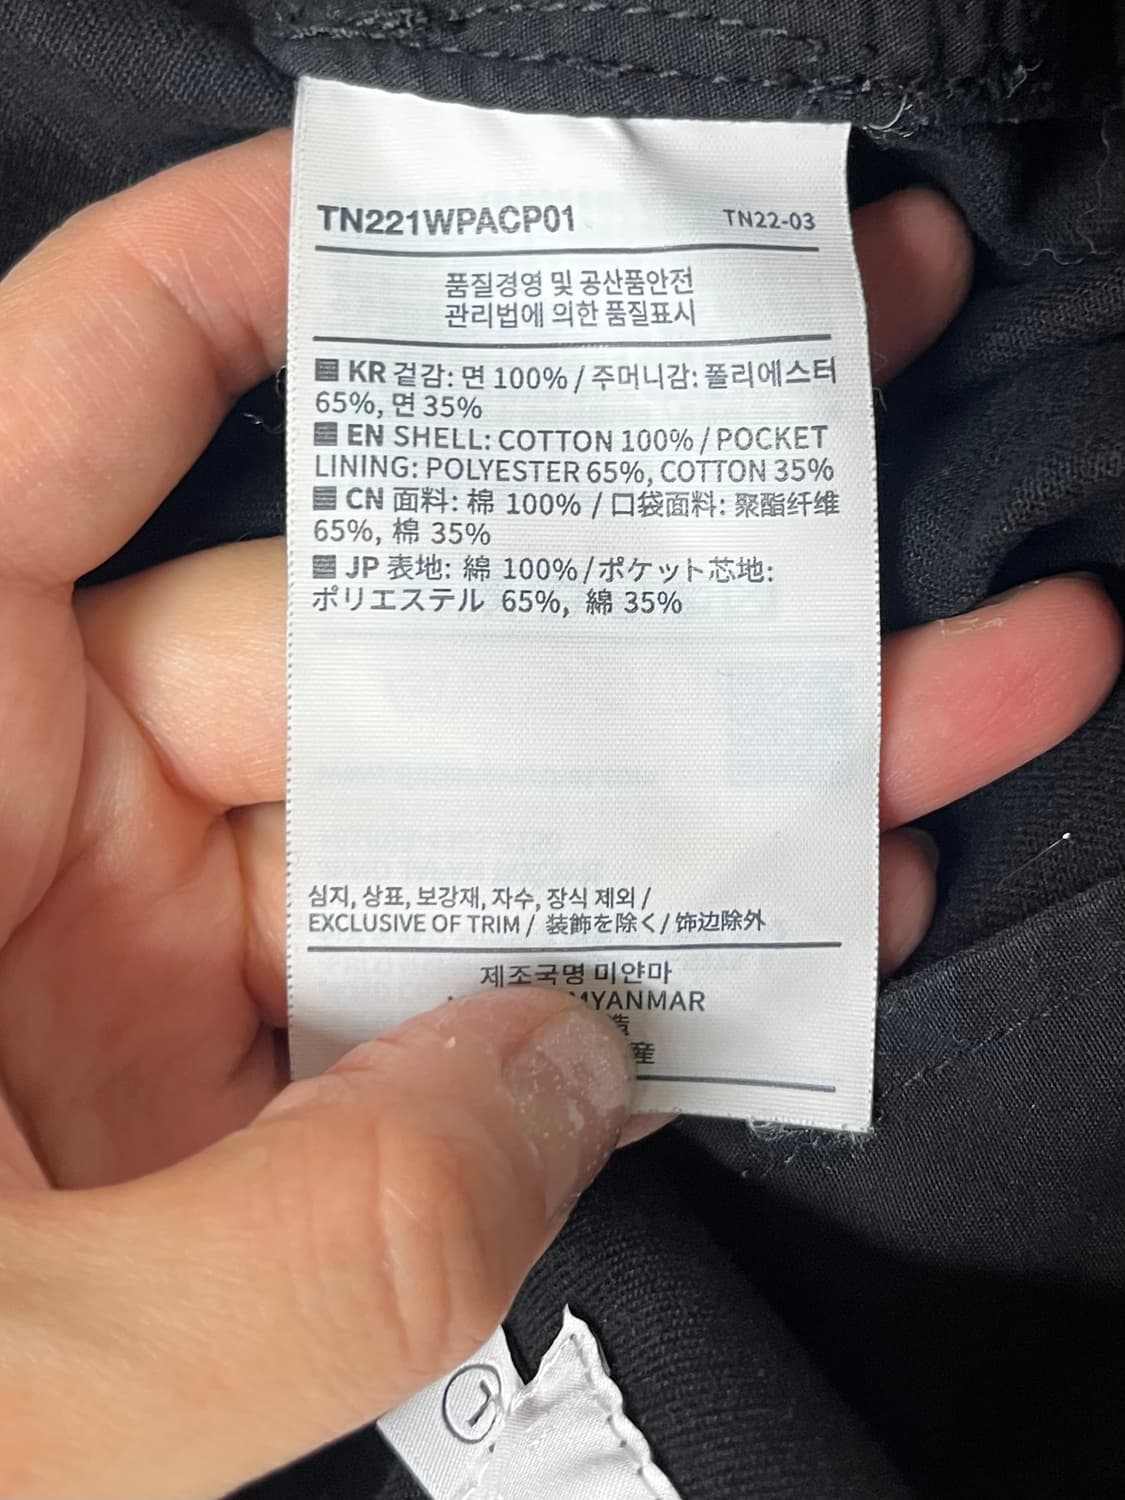 TN221WPACP01 TN22-03
품질경영 및 공산품안전
관리법에 의한 품질표시
KR 겉감: 면 100% / 주머니감: 폴리에스터
65%, 면 35%
EN SHELL: COTTON 100% / POCKET
LINING: POLYESTER 65%, COTTON 35%
CN 面料: 棉 100% / 口袋面料: 聚酯纤维
65%, 棉 35%
JP 表地: 綿 100%/ポケット芯地:
ポリエステル 65%, 綿 35%
심지, 상표, 보강재, 자수, 장식 제외 /
EXCLUSIVE OF TRIM / 装飾を除く/ 饰边除外
제조국명 미얀마
MYANMAR
造
産